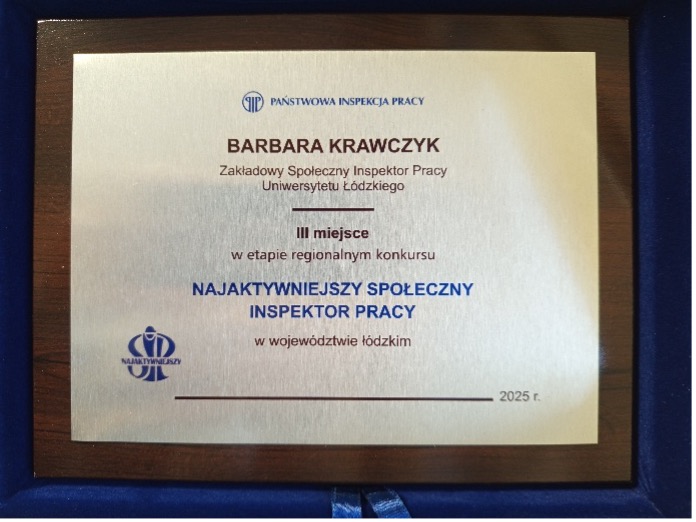 PAŃSTWOWA INSPEKCJA PRACY
BARBARA KRAWCZYK
Zakładowy Społeczny Inspektor Pracy
Uniwersytetu Łódzkiego
III miejsce
w etapie regionalnym konkursu
NAJAKTYWNIEJSZY SPOŁECZNY
INSPEKTOR PRACY
w województwie łódzkim
NAJAKTYWNIEJSZY
2025 r.